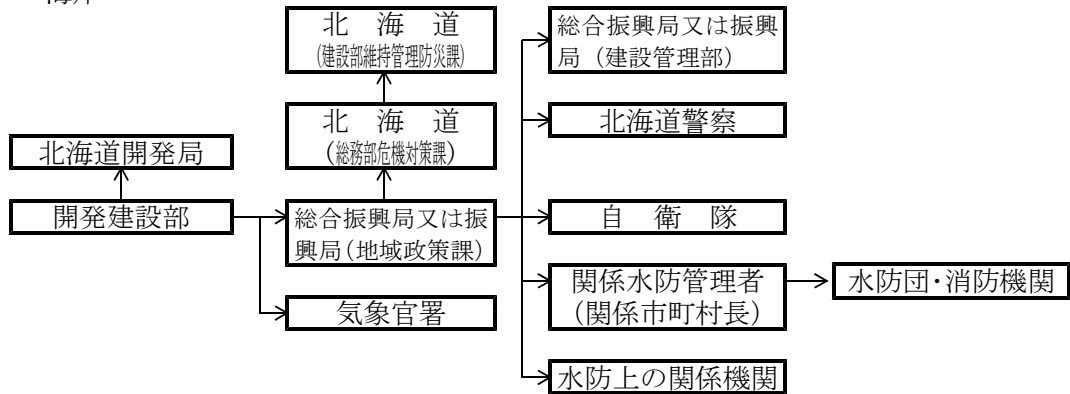 北　海　道
(建設部維持管理防災課)
総合振興局又は振興
局（建設管理部）
北　海　道
(総務部危機対策課)
北海道警察
北海道開発局
開発建設部
総合振興局又は振
興局(地域政策課)
自　衛　隊
関係水防管理者
(関係市町村長)
水防団･消防機関
気象官署
水防上の関係機関